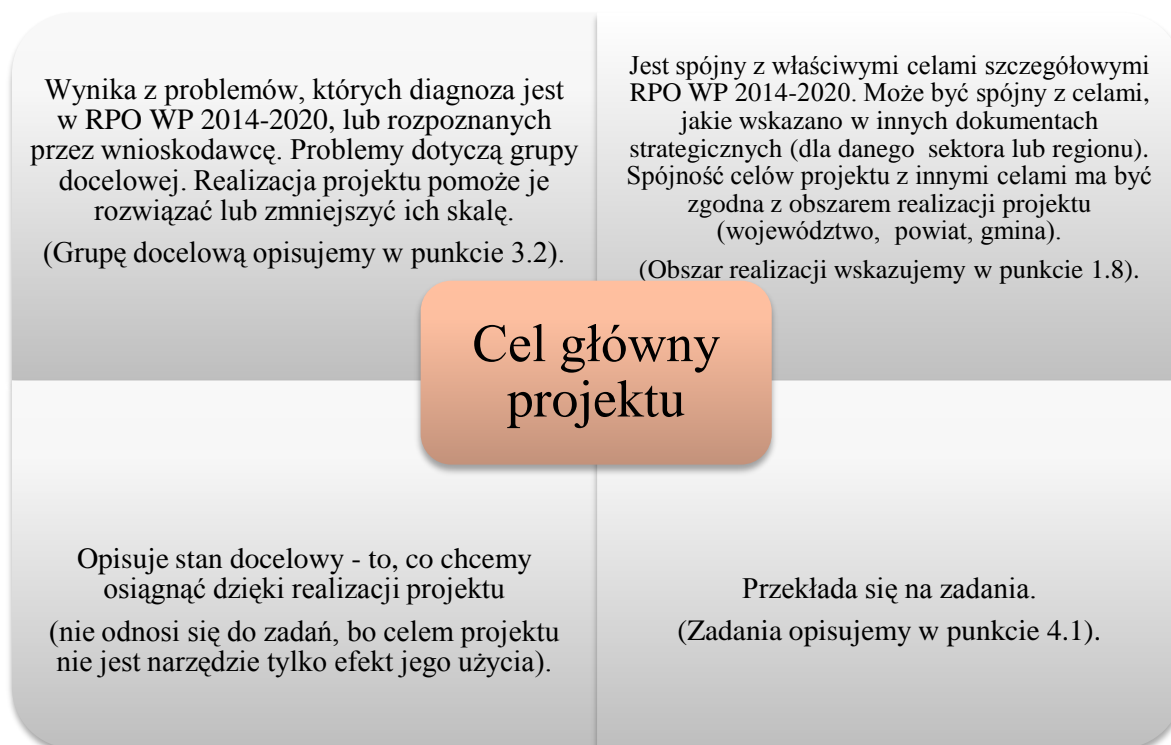 Wynika z problemów, których diagnoza jest
w RPO WP 2014-2020, lub rozpoznanych
przez wnioskodawcę. Problemy dotyczą grupy
docelowej. Realizacja projektu pomoże je
rozwiązać lub zmniejszyć ich skalę.
(Grupę docelową opisujemy w punkcie 3.2).
Jest spójny z właściwymi celami szczegółowymi
RPO WP 2014-2020. Może być spójny z celami,
jakie wskazano w innych dokumentach
strategicznych (dla danego sektora lub regionu).
Spójność celów projektu z innymi celami ma być
zgodna z obszarem realizacji projektu
(województwo, powiat, gmina).
(Obszar realizacji wskazujemy w punkcie 1.8).
Cel główny
projektu
Opisuje stan docelowy - to, co chcemy
osiągnąć dzięki realizacji projektu
(nie odnosi się do zadań, bo celem projektu
nie jest narzędzie tylko efekt jego użycia).
Przekłada się na zadania.
(Zadania opisujemy w punkcie 4.1).